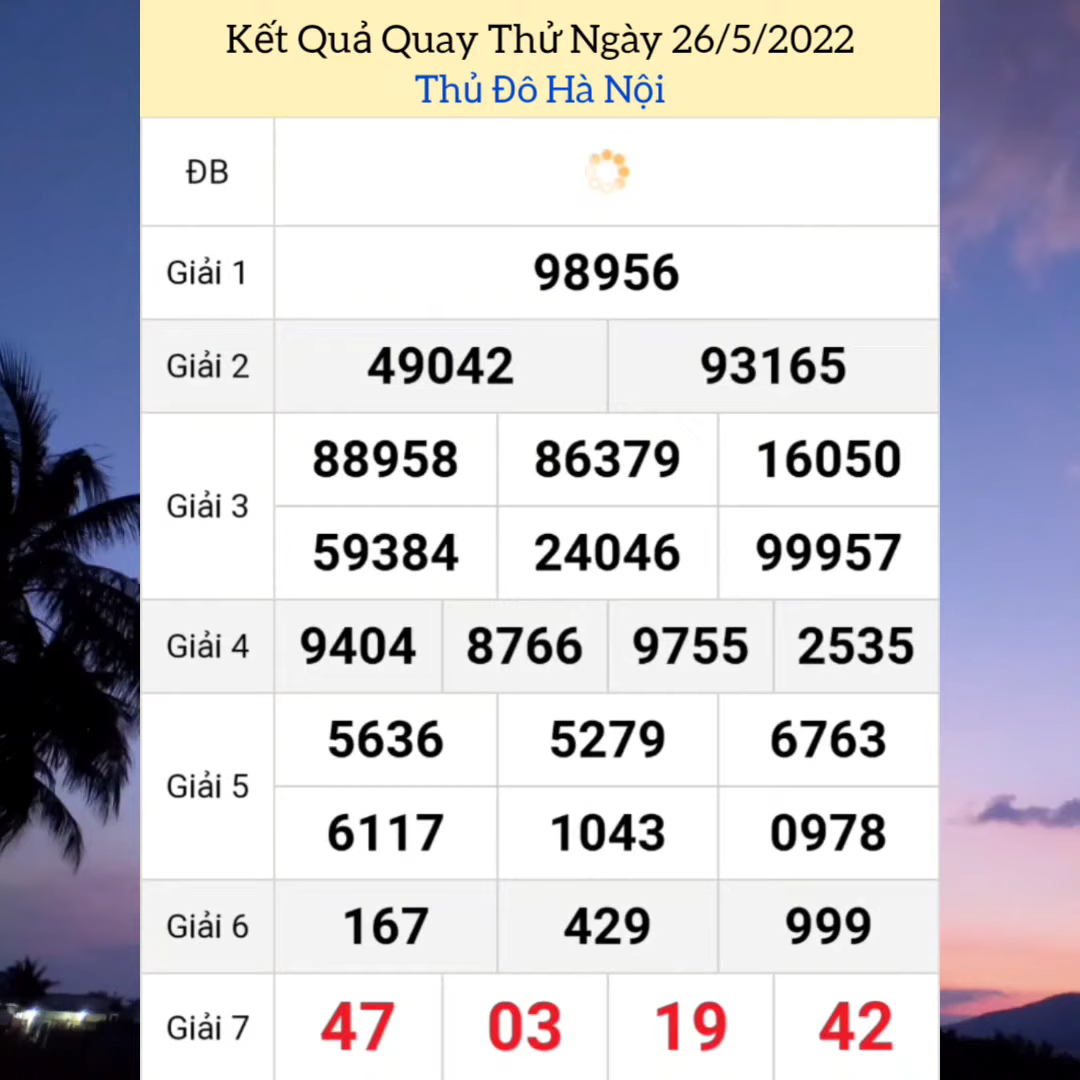 Kết Quả Quay Thử Ngày 26/5/2022
Thủ Đô Hà Nội
ĐB
Giải 1 98956
Giải 2 49042 93165
Giải 3 88958 86379 16050
59384 24046 99957
Giải 4 9404 8766 9755 2535
Giải 5 5636 5279 6763
6117 1043 0978
Giải 6 167 429 999
Giải 7 47 03 19 42